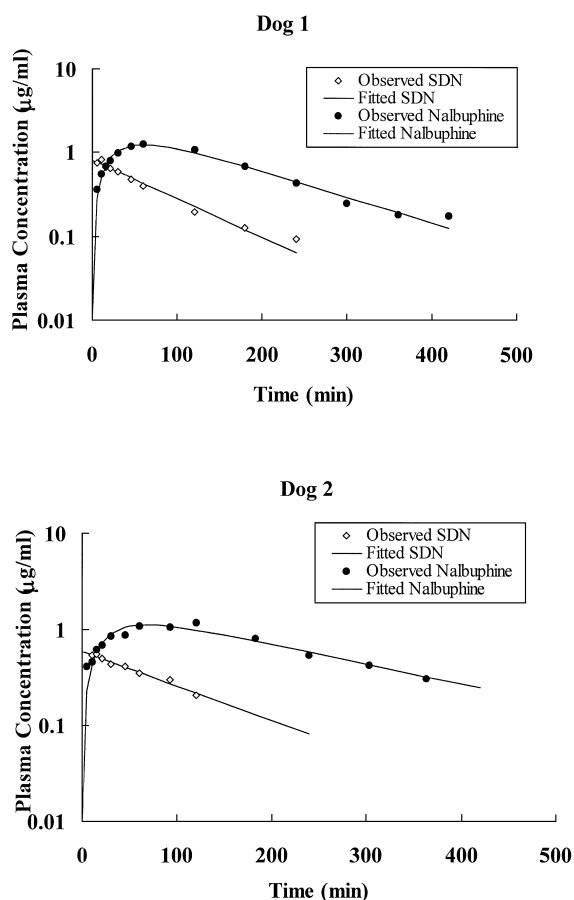 Dog 1
Plasma Concentration (µg/ml)
10
1
0.1
0.01
0
100
200
300
400
500
Time (min)
Observed SDN
Fitted SDN
Observed Nalbuphine
Fitted Nalbuphine
Dog 2
Plasma Concentration (µg/ml)
10
1
0.1
0.01
0
100
200
300
400
500
Time (min)
Observed SDN
Fitted SDN
Observed Nalbuphine
Fitted Nalbuphine